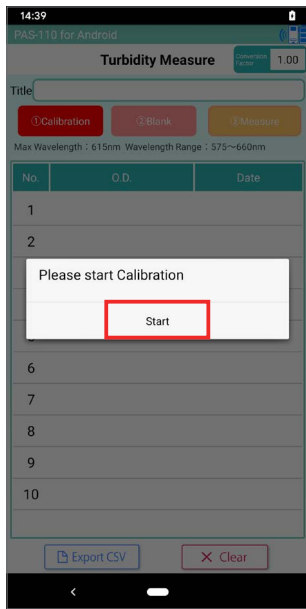 14:39
PAS-110 for Android
Turbidity Measure
Conversion Factor 1.00
Title
①Calibration ②Blank ③Measure
Max Wavelength : 615nm Wavelength Range : 575～660nm
No. O.D. Date
1
2
Please start Calibration
Start
6
7
8
9
10
Export CSV Clear